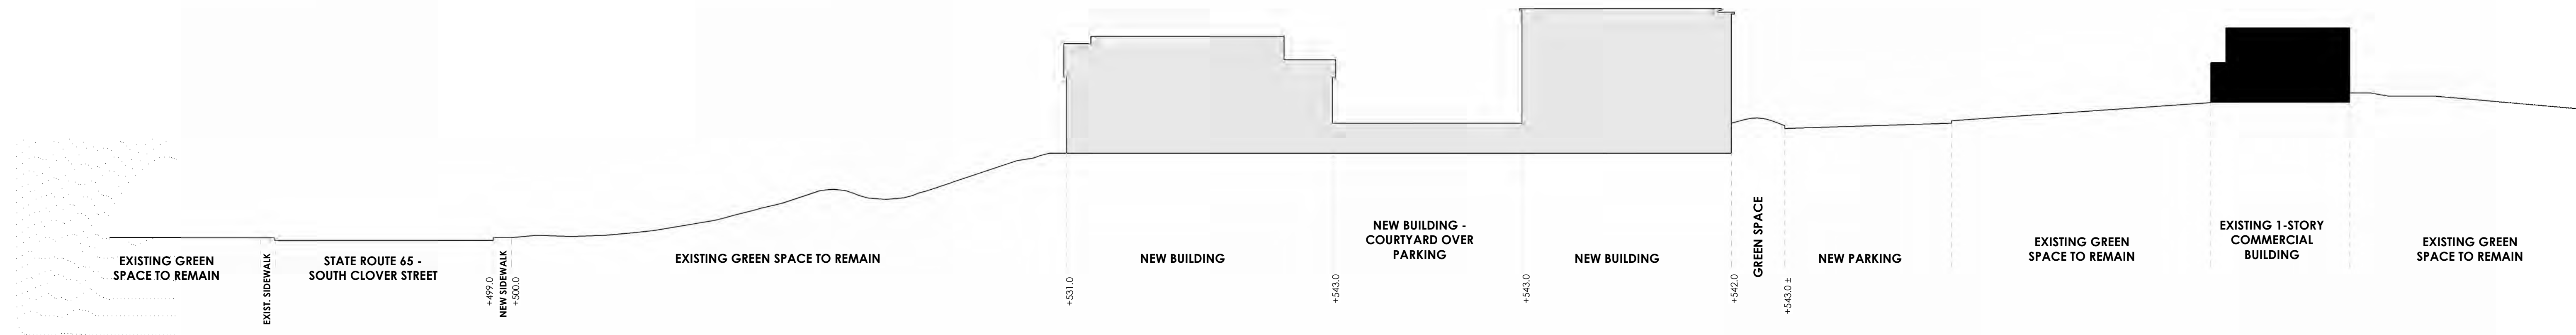 EXISTING GREEN
SPACE TO REMAIN
EXIST. SIDEWALK
STATE ROUTE 65 -
SOUTH CLOVER STREET
+499.0
NEW SIDEWALK
+500.0
EXISTING GREEN SPACE TO REMAIN
+531.0
NEW BUILDING
+543.0
NEW BUILDING -
COURTYARD OVER
PARKING
+543.0
NEW BUILDING
+542.0
GREEN SPACE
+543.0 ±
NEW PARKING
EXISTING GREEN
SPACE TO REMAIN
EXISTING 1-STORY
COMMERCIAL
BUILDING
EXISTING GREEN
SPACE TO REMAIN